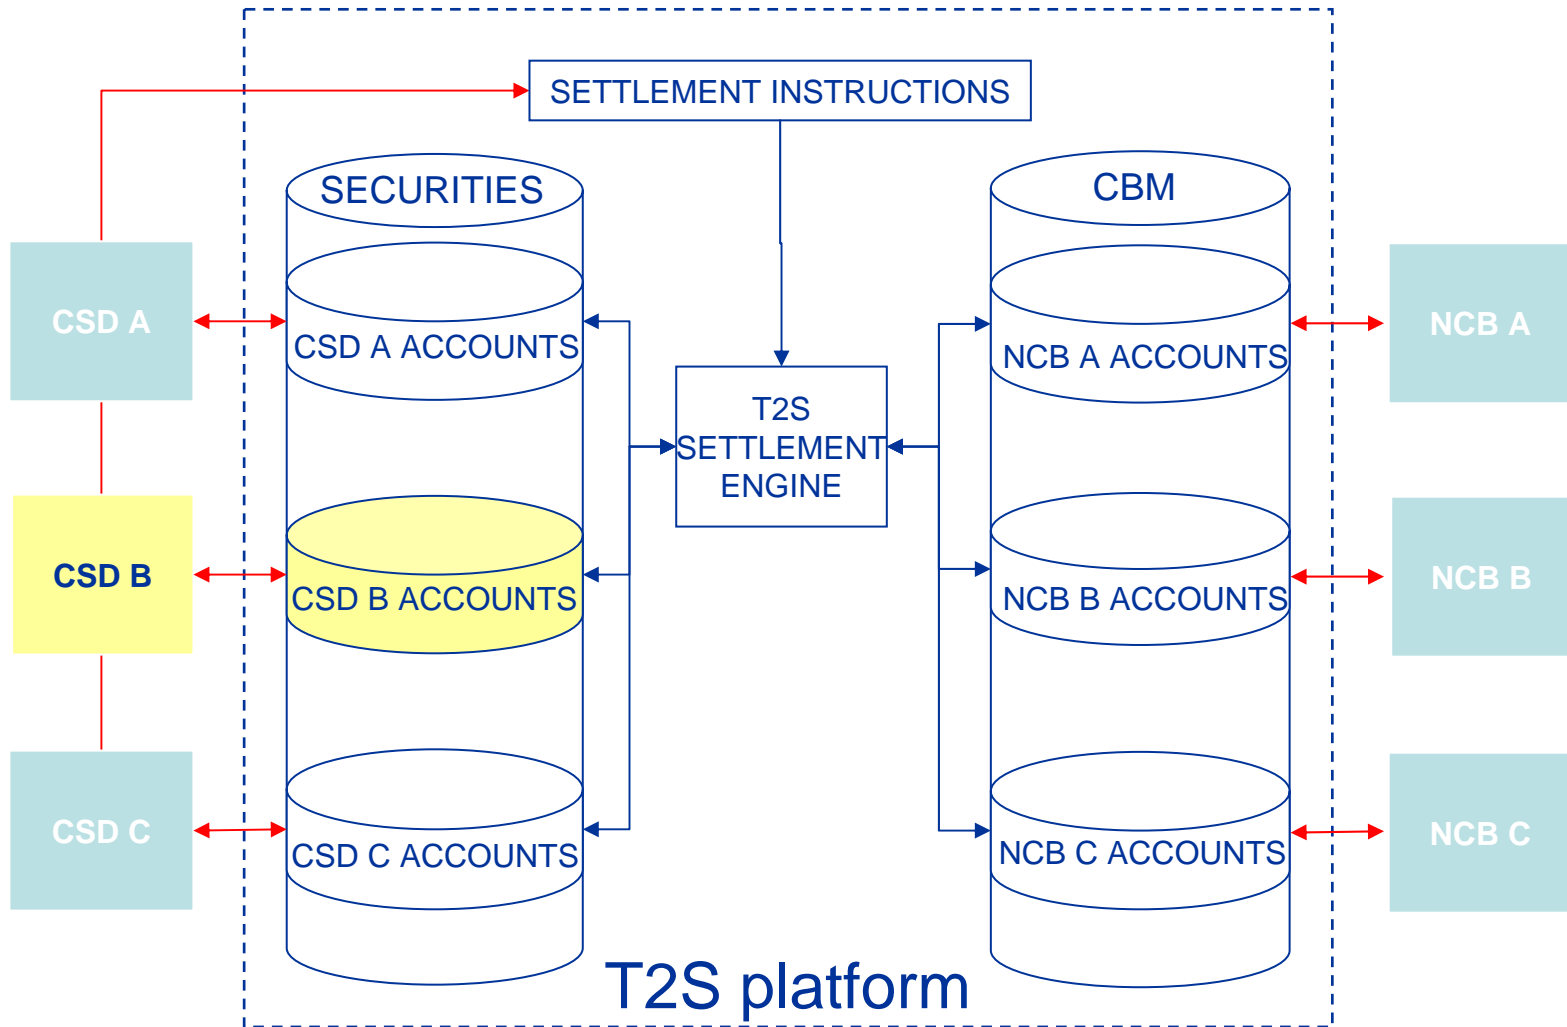 SETTLEMENT INSTRUCTIONS
SECURITIES
CBM
CSD A
CSD A ACCOUNTS
NCB A ACCOUNTS
NCB A
T2S
SETTLEMENT
ENGINE
CSD B
CSD B ACCOUNTS
NCB B ACCOUNTS
NCB B
CSD C
CSD C ACCOUNTS
NCB C ACCOUNTS
NCB C
T2S platform